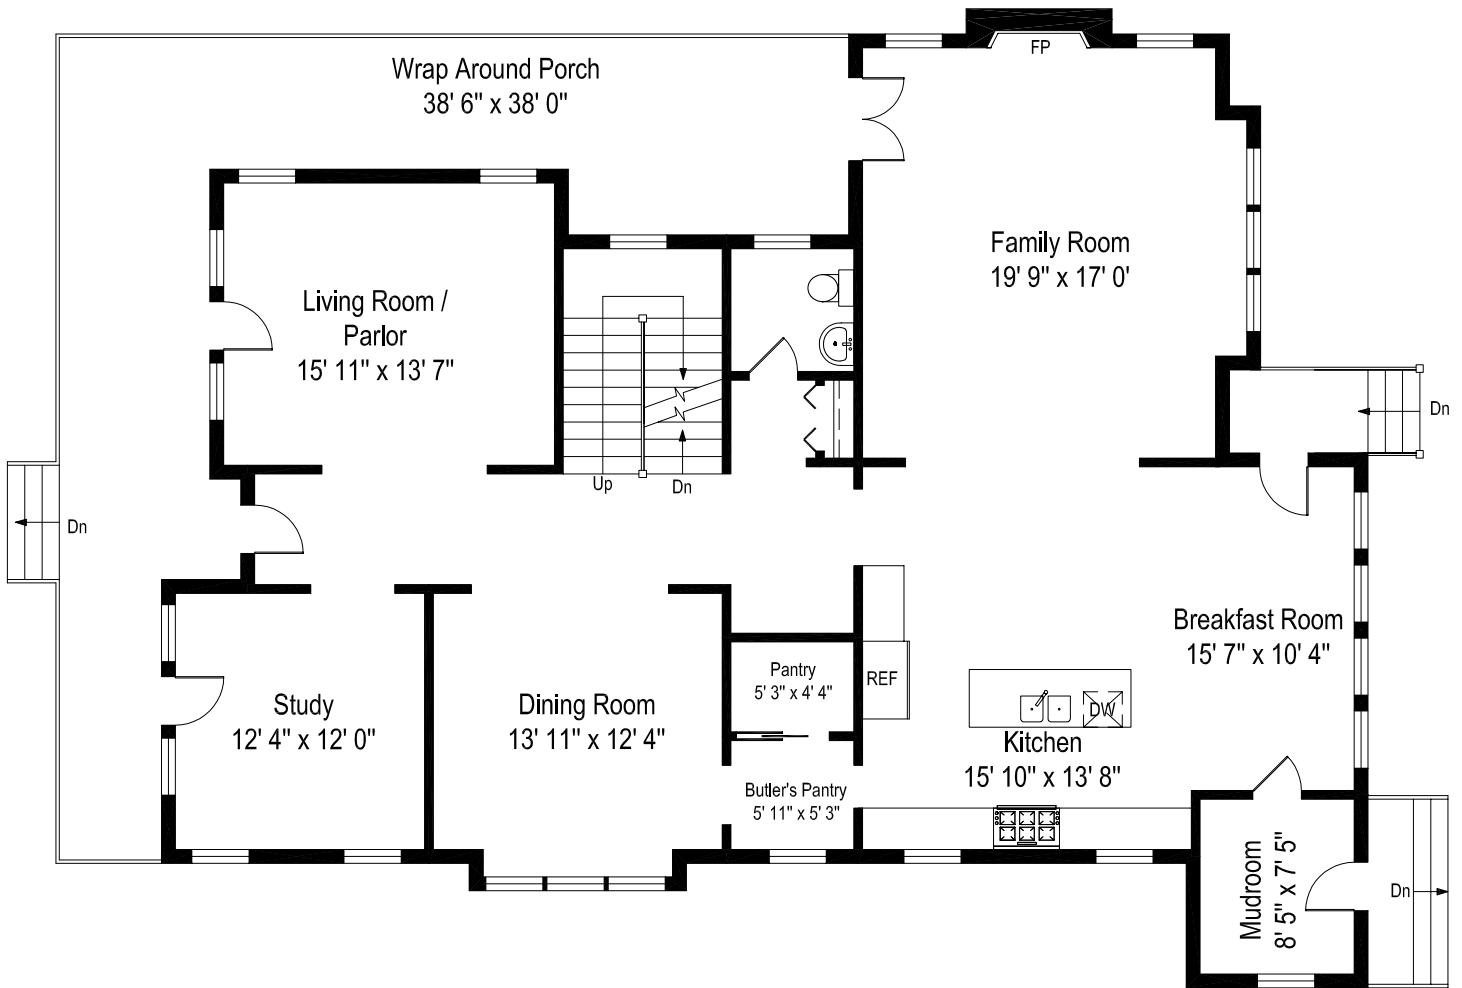 FP
Wrap Around Porch
38' 6" x 38' 0"
Family Room
19' 9" x 17' 0'
Living Room /
Parlor
15' 11" x 13' 7"
Dn
Up
Dn
Dn
Breakfast Room
15' 7" x 10' 4"
Pantry
5' 3" x 4' 4"
REF
Study
12' 4" x 12' 0"
Dining Room
13' 11" x 12' 4"
DW
Kitchen
15' 10" x 13' 8"
Butler's Pantry
5' 11" x 5' 3"
Mudroom
8' 5" x 7' 5"
Dn